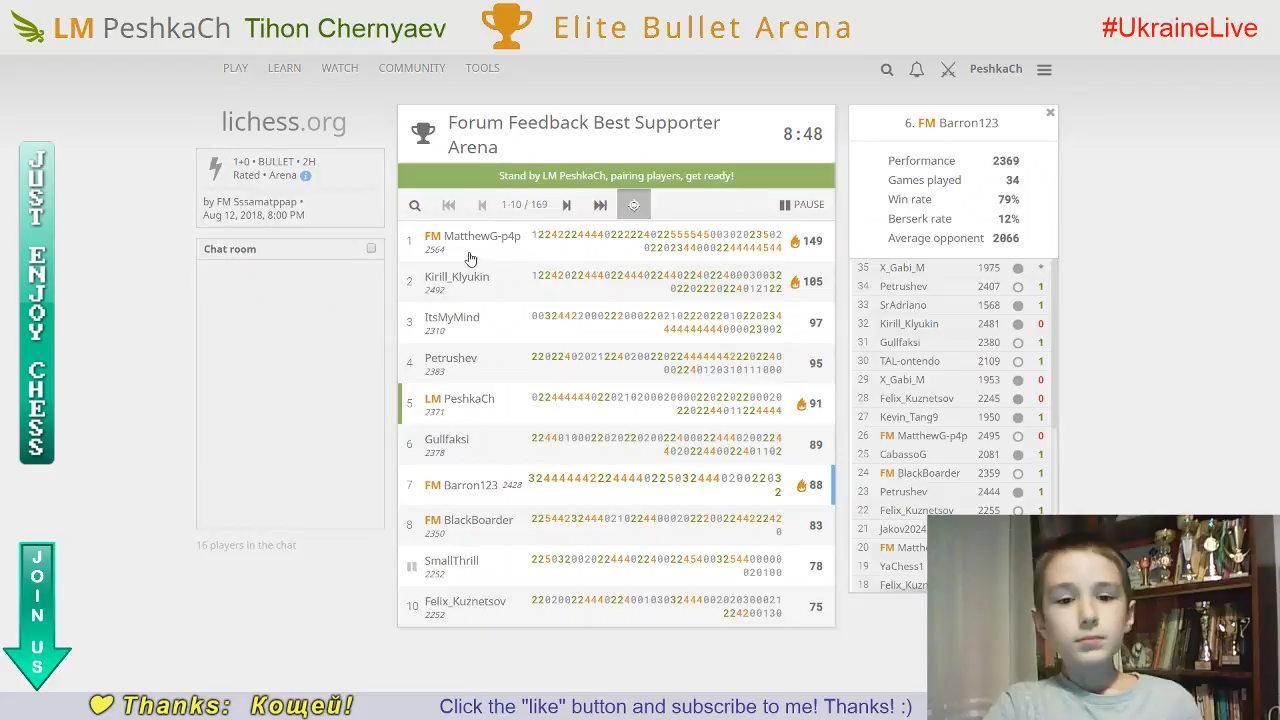 LM PeshkaCh Tihon Chernyaev
Elite Bullet Arena
#UkraineLive
PLAY LEARN WATCH COMMUNITY TOOLS
PeshkaCh
JUST ENJOY CHESS
JOIN US
lichess.org
1+0 • BULLET • 2H
Rated • Arena
by FM Sssamatppap •
Aug 12, 2018, 8:00 PM
Chat room
16 players in the chat
Forum Feedback Best Supporter
Arena
8:48
Stand by LM PeshkaCh, pairing players, get ready!
1-10 / 169
PAUSE
1 FM MatthewG-p4p 149
2564
2 Kirill_Klyukin 105
2492
3 ItsMyMind 97
2310
4 Petrushev 95
2383
5 LM PeshkaCh 91
2371
6 Gullfaksi 89
2378
7 FM Barron123 2428 88
8 FM BlackBoarder 83
2350
SmallThrill 78
2252
10 Felix_Kuznetsov 75
2252
6. FM Barron123
Performance 2369
Games played 34
Win rate 79%
Berserk rate 12%
Average opponent 2066
35 X_Gabi_M 1975 *
34 Petrushev 2407 1
33 SrAdriano 1568 1
32 Kirill_Klyukin 2481 0
31 Gullfaksi 2380 1
30 TAL-ontendo 2109 1
29 X_Gabi_M 1953 0
28 Felix_Kuznetsov 2245 0
27 Kevin_Tang9 1950 1
26 FM MatthewG-p4p 2495 0
25 CabassoG 2081 1
24 FM BlackBoarder 2359 1
23 Petrushev 2444 1
22 Felix_Kuznetsov 2255 1
21 Jakov2024
20 FM Matth
19 YaChess1
18 Felix_Kuz
Thanks: Кощей!
Click the "like" button and subscribe to me! Thanks! :)